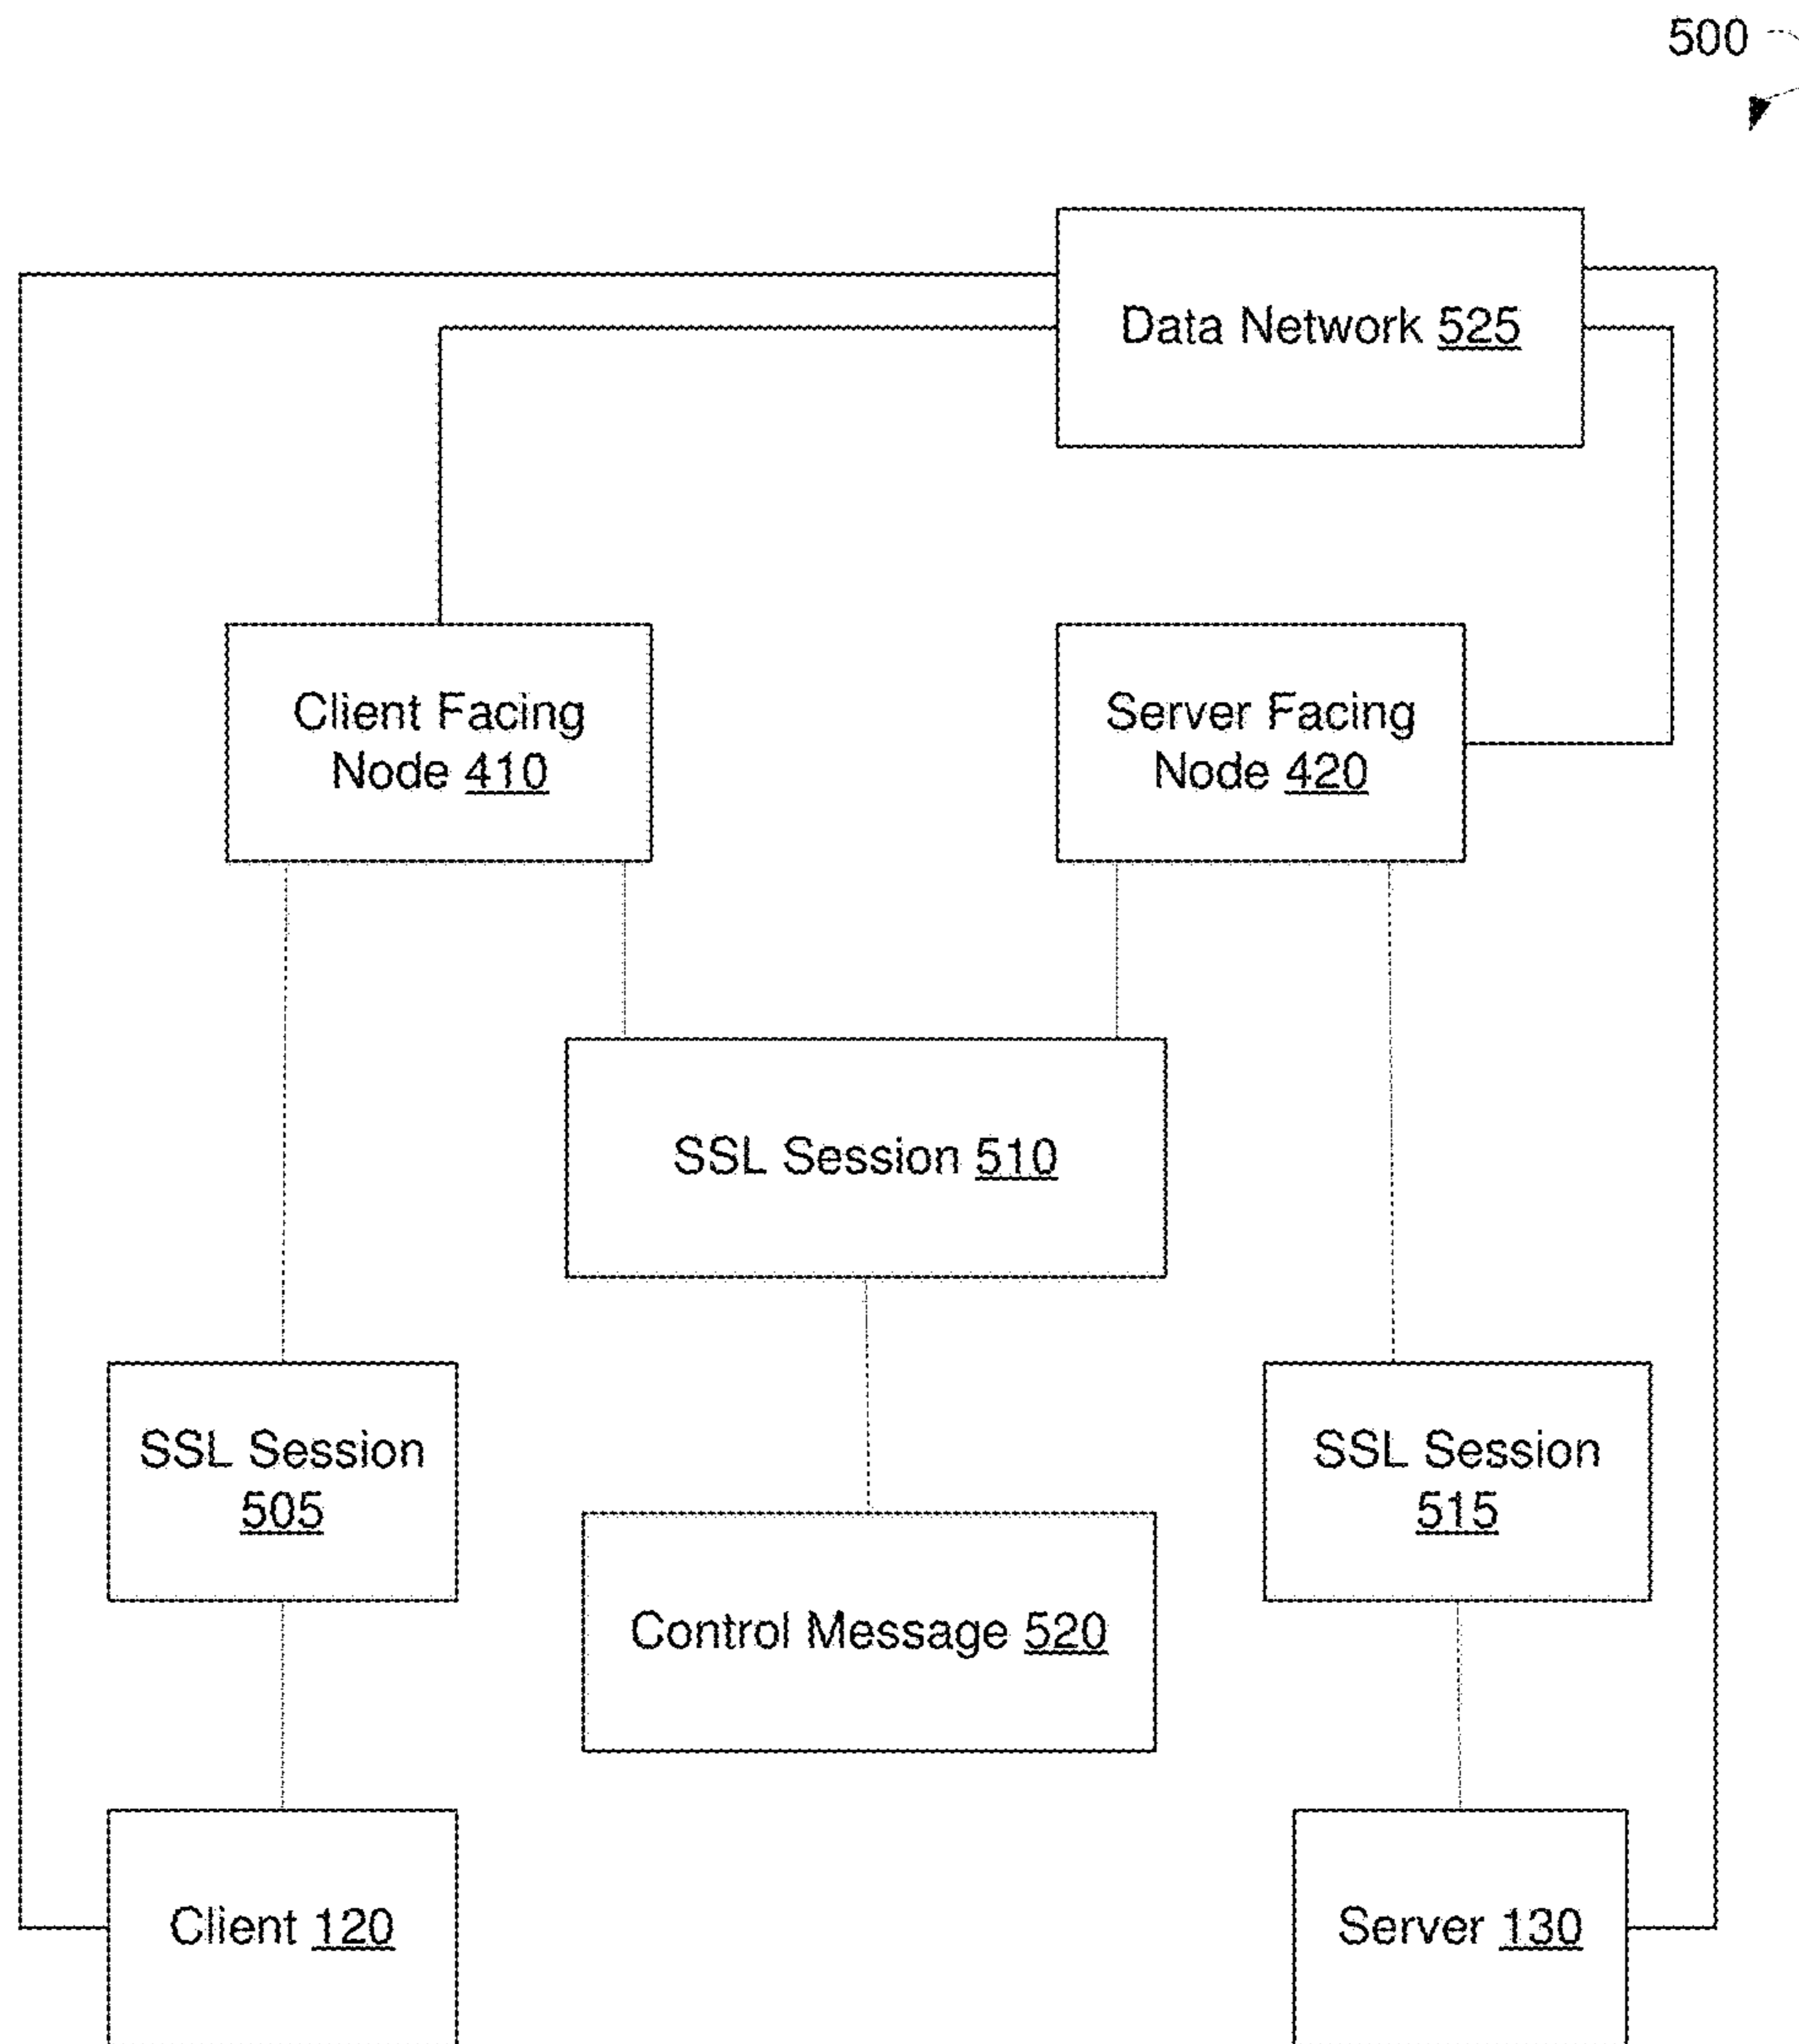 500
Data Network 525
Client Facing
Node 410
Server Facing
Node 420
SSL Session 510
SSL Session
505
SSL Session
515
Control Message 520
Client 120
Server 130